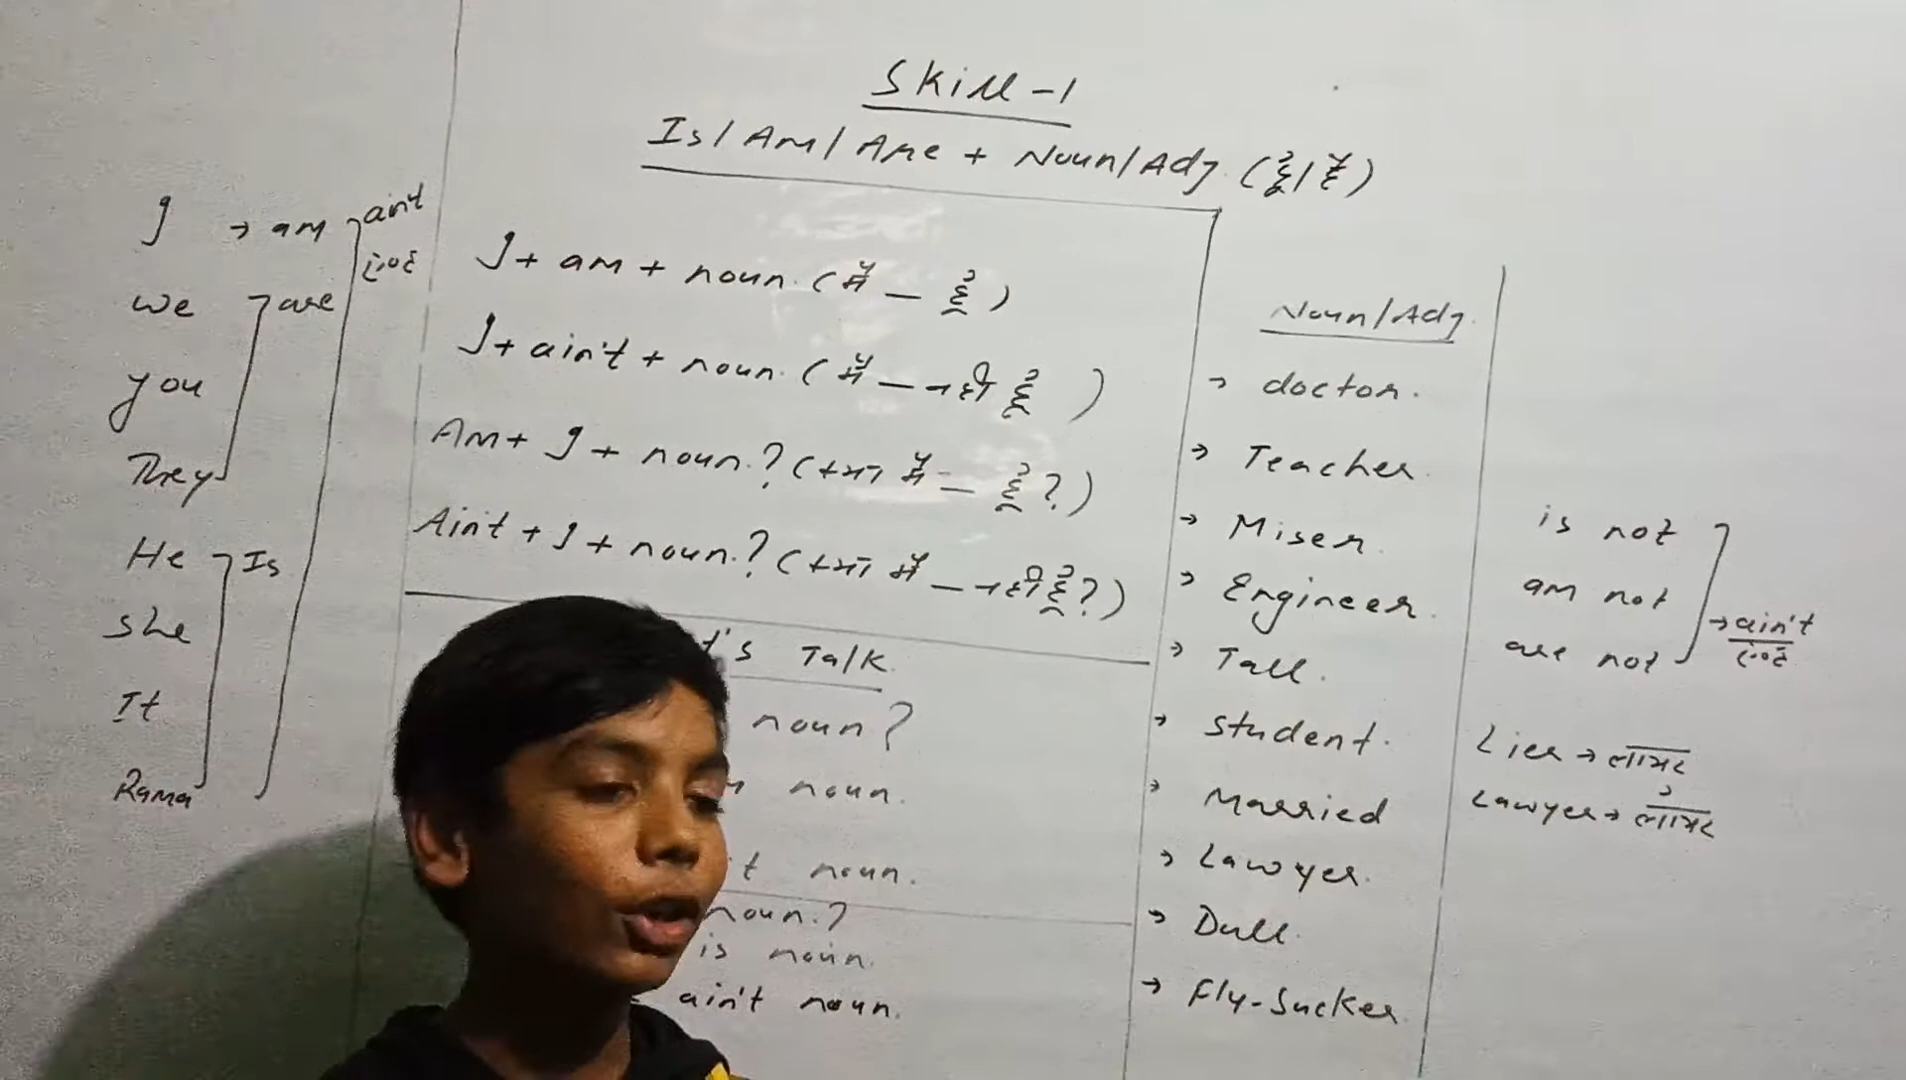 Skill-1
Is/Am/Are + Noun/Adj. (है/हैं)
I → am ain't
इंट
we are
you
They
He Is
she
It
Rama
I + am + noun. (मैं — हूँ)
I + ain't + noun. (मैं — नहीं हूँ)
Am + I + noun.? (क्या मैं — हूँ?)
Ain't + I + noun.? (क्या मैं — नहीं हूँ?)
t's Talk.
noun?
noun.
t noun.
noun.?
is noun.
ain't noun.
Noun/Adj.
→ doctor.
→ Teacher.
→ Miser.
→ Engineer.
→ Tall.
→ student.
→ Married
→ Lawyer.
→ Dull.
→ Fly-Sucker.
is not
am not → ain't
are not
Lier → लायर
Lawyer →